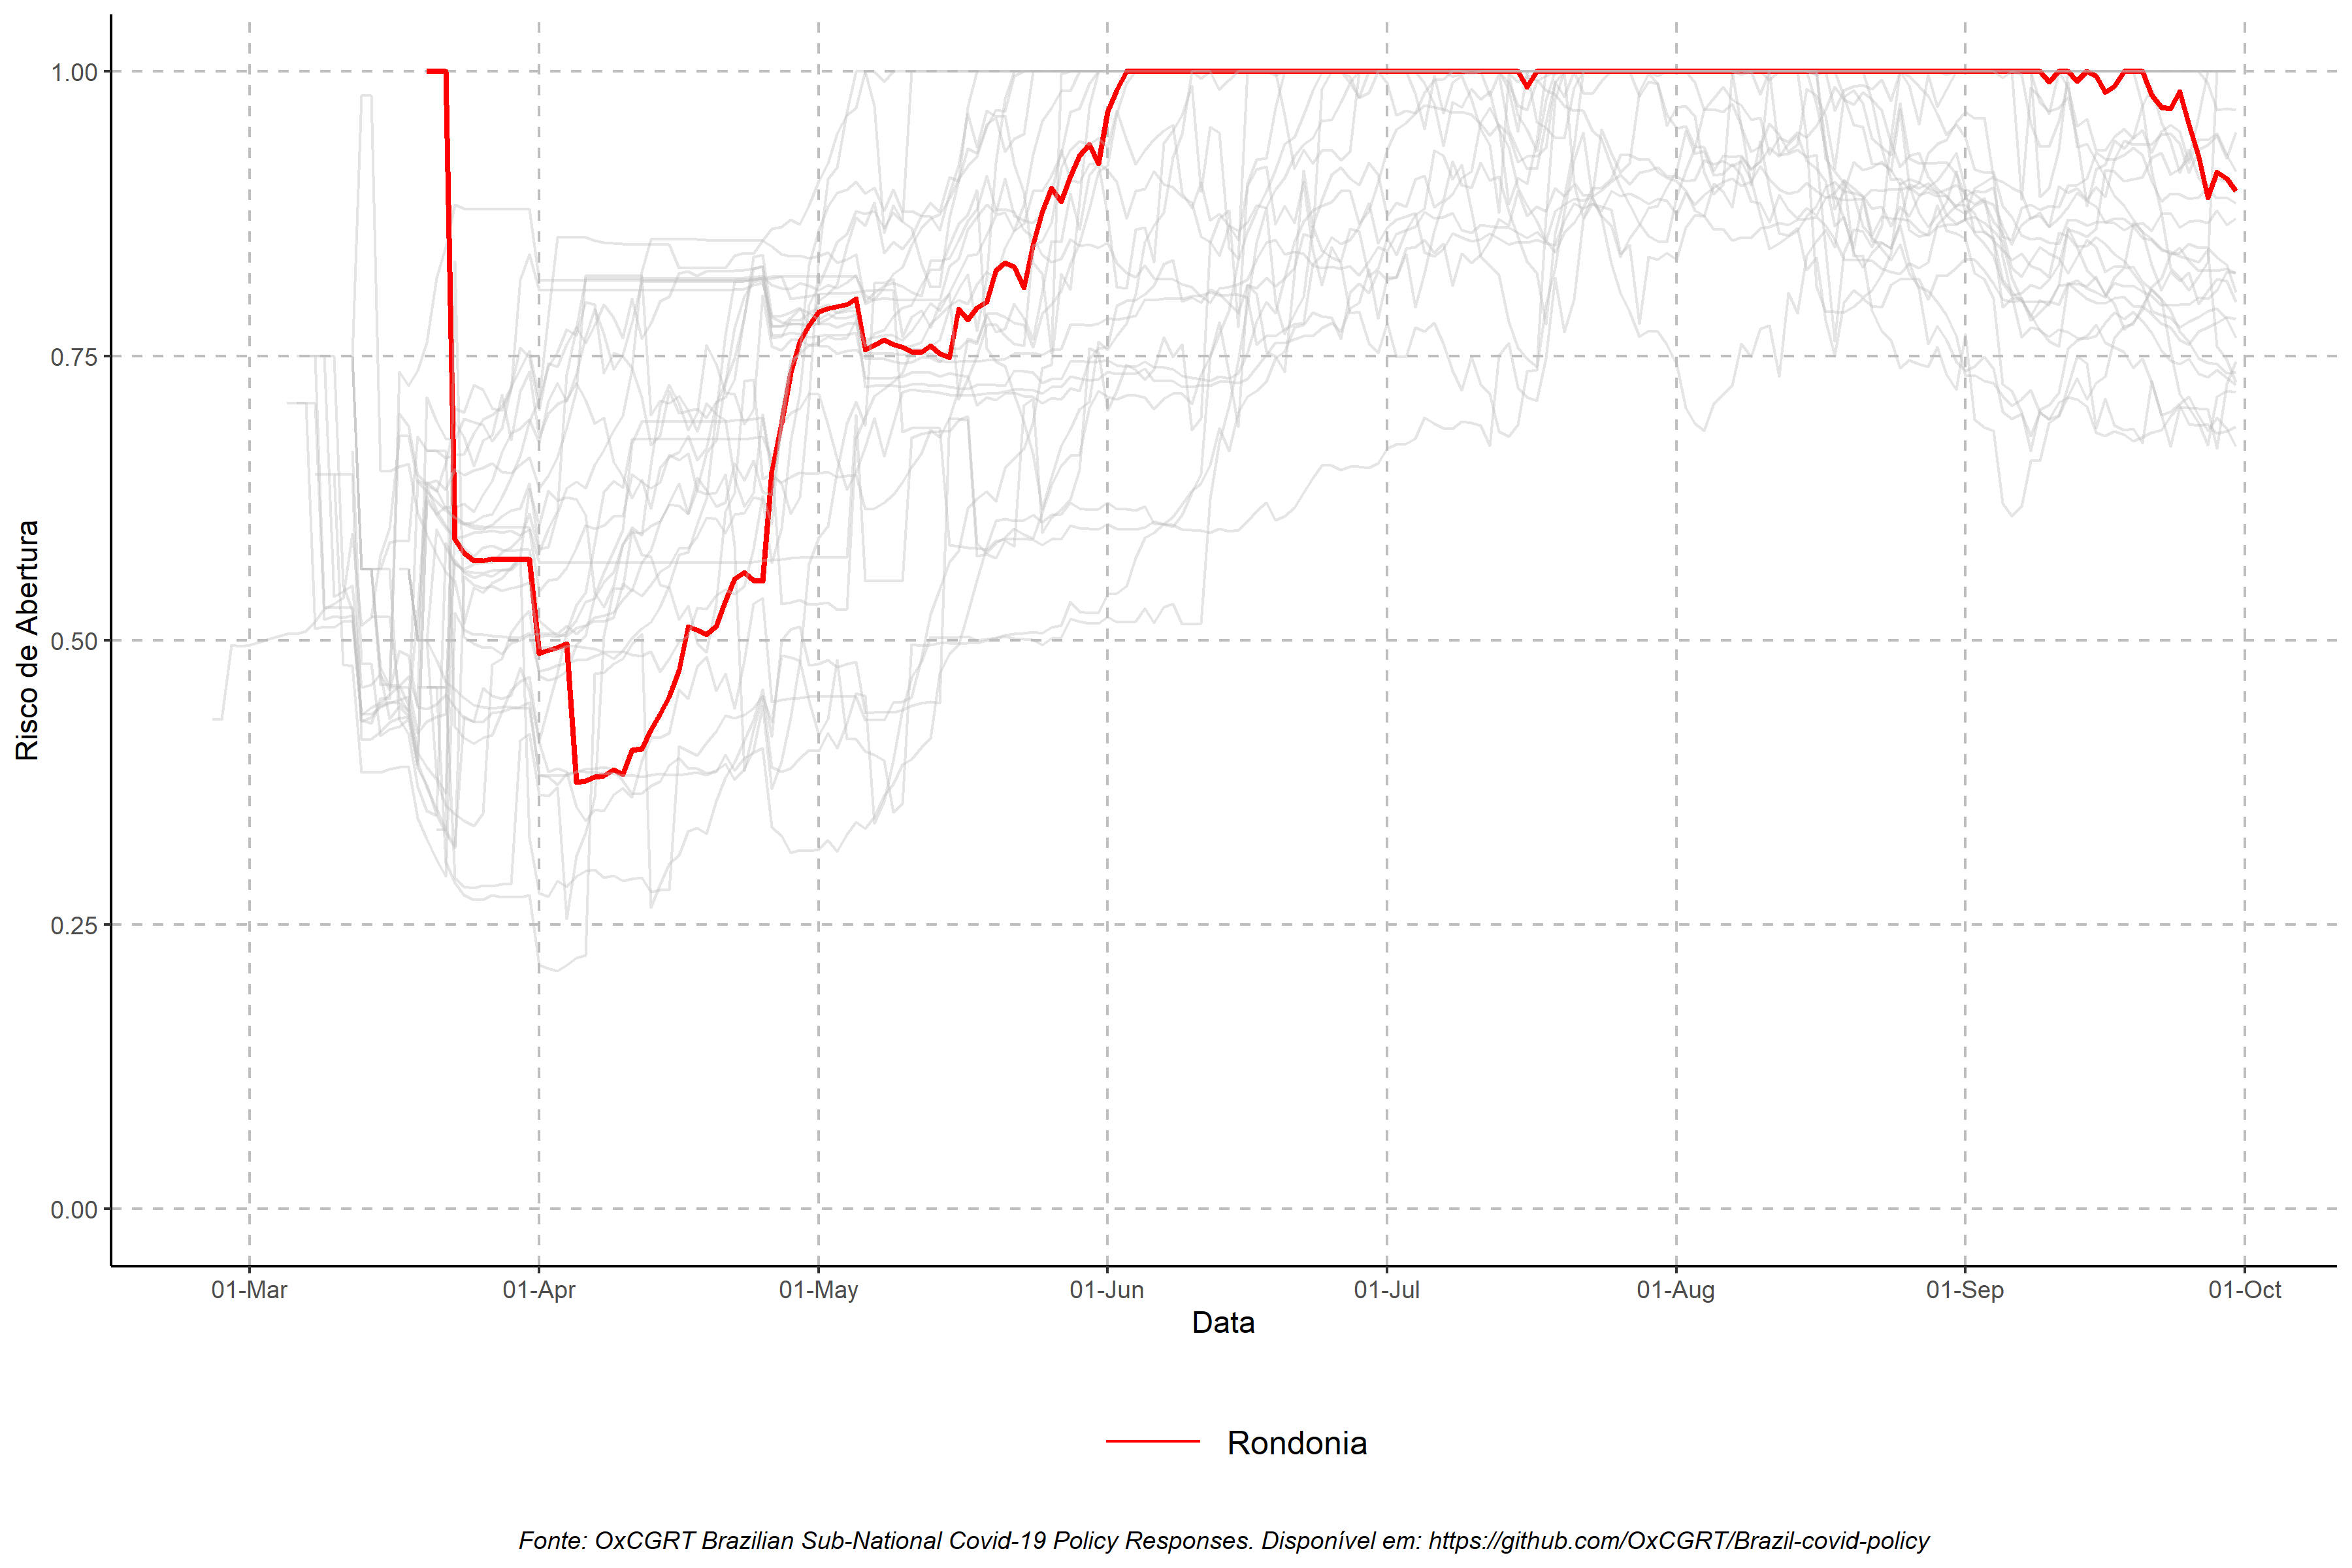 1.00
0.75
0.50
0.25
0.00
Risco de Abertura
01-Mar 01-Apr 01-May 01-Jun 01-Jul 01-Aug 01-Sep 01-Oct
Data
Rondonia
Fonte: OxCGRT Brazilian Sub-National Covid-19 Policy Responses. Disponível em: https://github.com/OxCGRT/Brazil-covid-policy